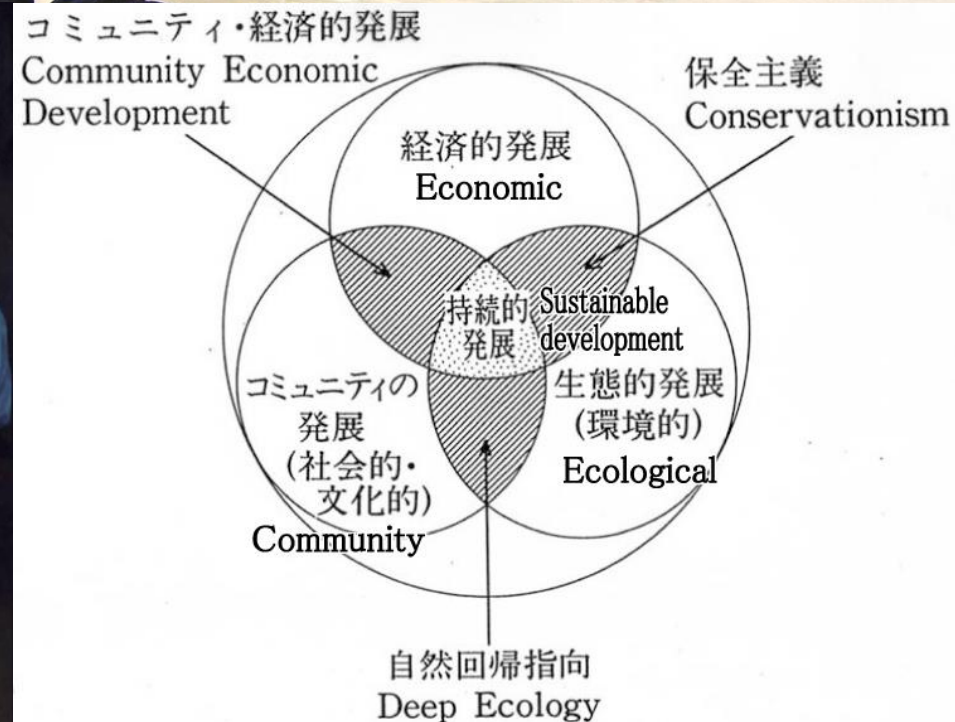 コミュニティ・経済的発展
Community Economic
Development
保全主義
Conservationism
経済的発展
Economic
持続的
発展
Sustainable
development
コミュニティの
発展
(社会的・
文化的)
Community
生態的発展
(環境的)
Ecological
自然回帰指向
Deep Ecology